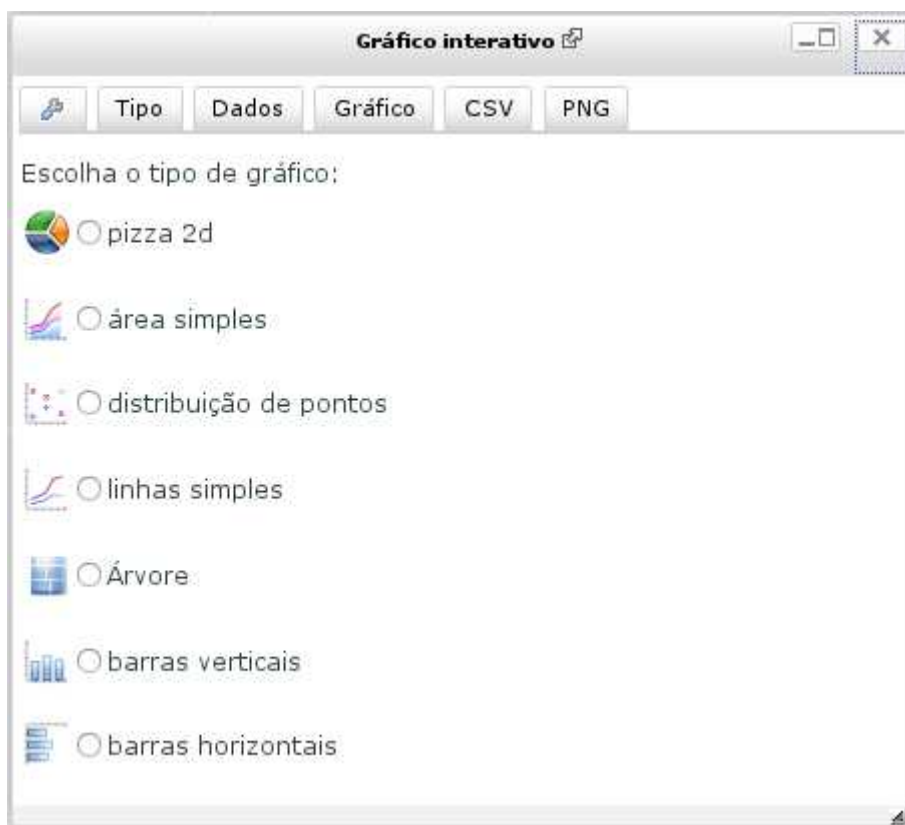 Gráfico interativo
Tipo Dados Gráfico CSV PNG
Escolha o tipo de gráfico:
pizza 2d
área simples
distribuição de pontos
linhas simples
Árvore
barras verticais
barras horizontais